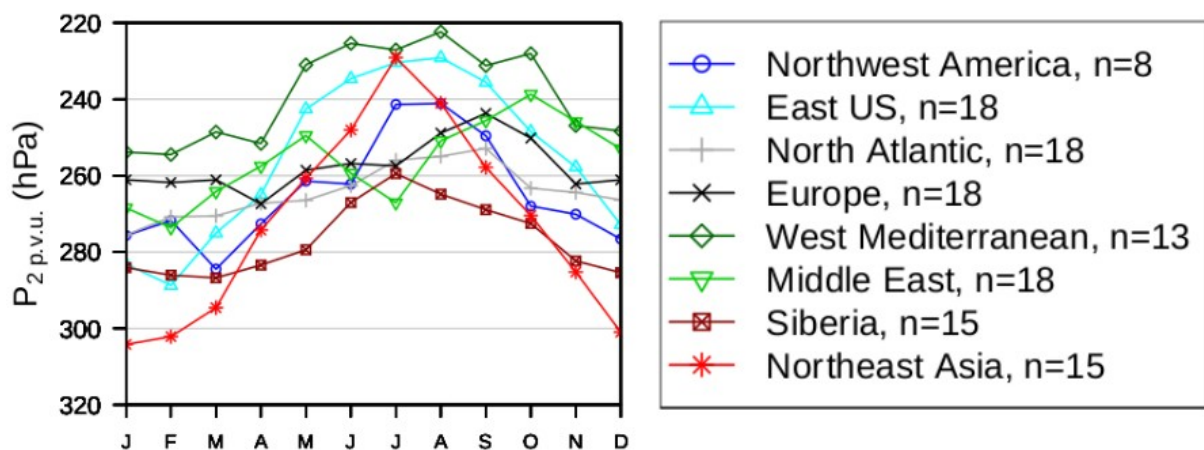 220
240
260
280
300
320
P2 p.v.u. (hPa)
J F M A M J J A S O N D
Northwest America, n=8
East US, n=18
North Atlantic, n=18
Europe, n=18
West Mediterranean, n=13
Middle East, n=18
Siberia, n=15
Northeast Asia, n=15